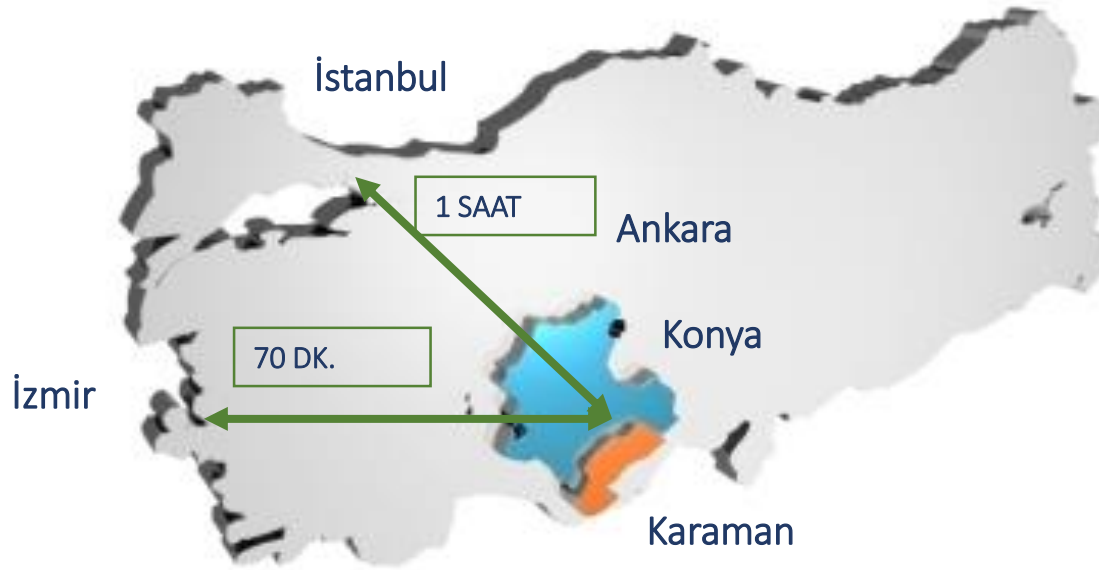 İstanbul
1 SAAT
Ankara
Konya
70 DK.
İzmir
Karaman